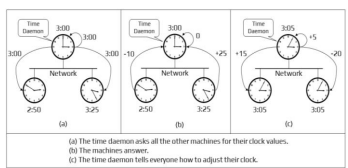 Time
Daemon
3:00
3:00
3:00
3:00
Network
2:50
3:25
(a)
Time
Daemon
3:00
0
-10
+25
Network
2:50
3:25
(b)
Time
Daemon
3:05
+5
+15
-20
Network
3:05
3:05
(c)
(a) The time daemon asks all the other machines for their clock values.
(b) The machines answer.
(c) The time daemon tells everyone how to adjust their clock.